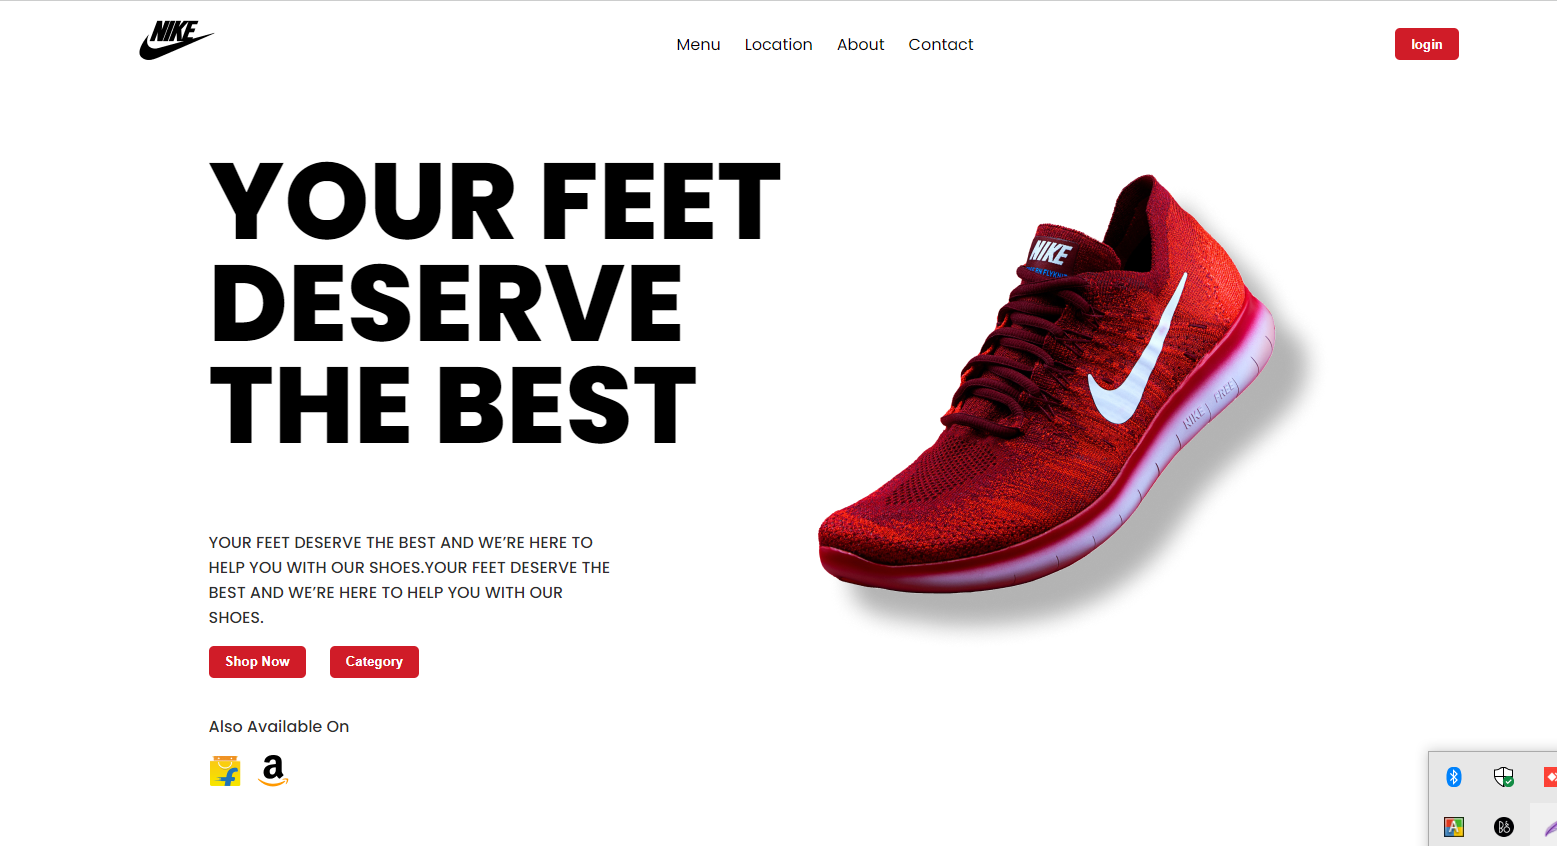 NIKE
Menu Location About Contact
login
YOUR FEET
DESERVE
THE BEST
NIKE
NIKE FREE
YOUR FEET DESERVE THE BEST AND WE’RE HERE TO
HELP YOU WITH OUR SHOES.YOUR FEET DESERVE THE
BEST AND WE’RE HERE TO HELP YOU WITH OUR
SHOES.
Shop Now Category
Also Available On
a